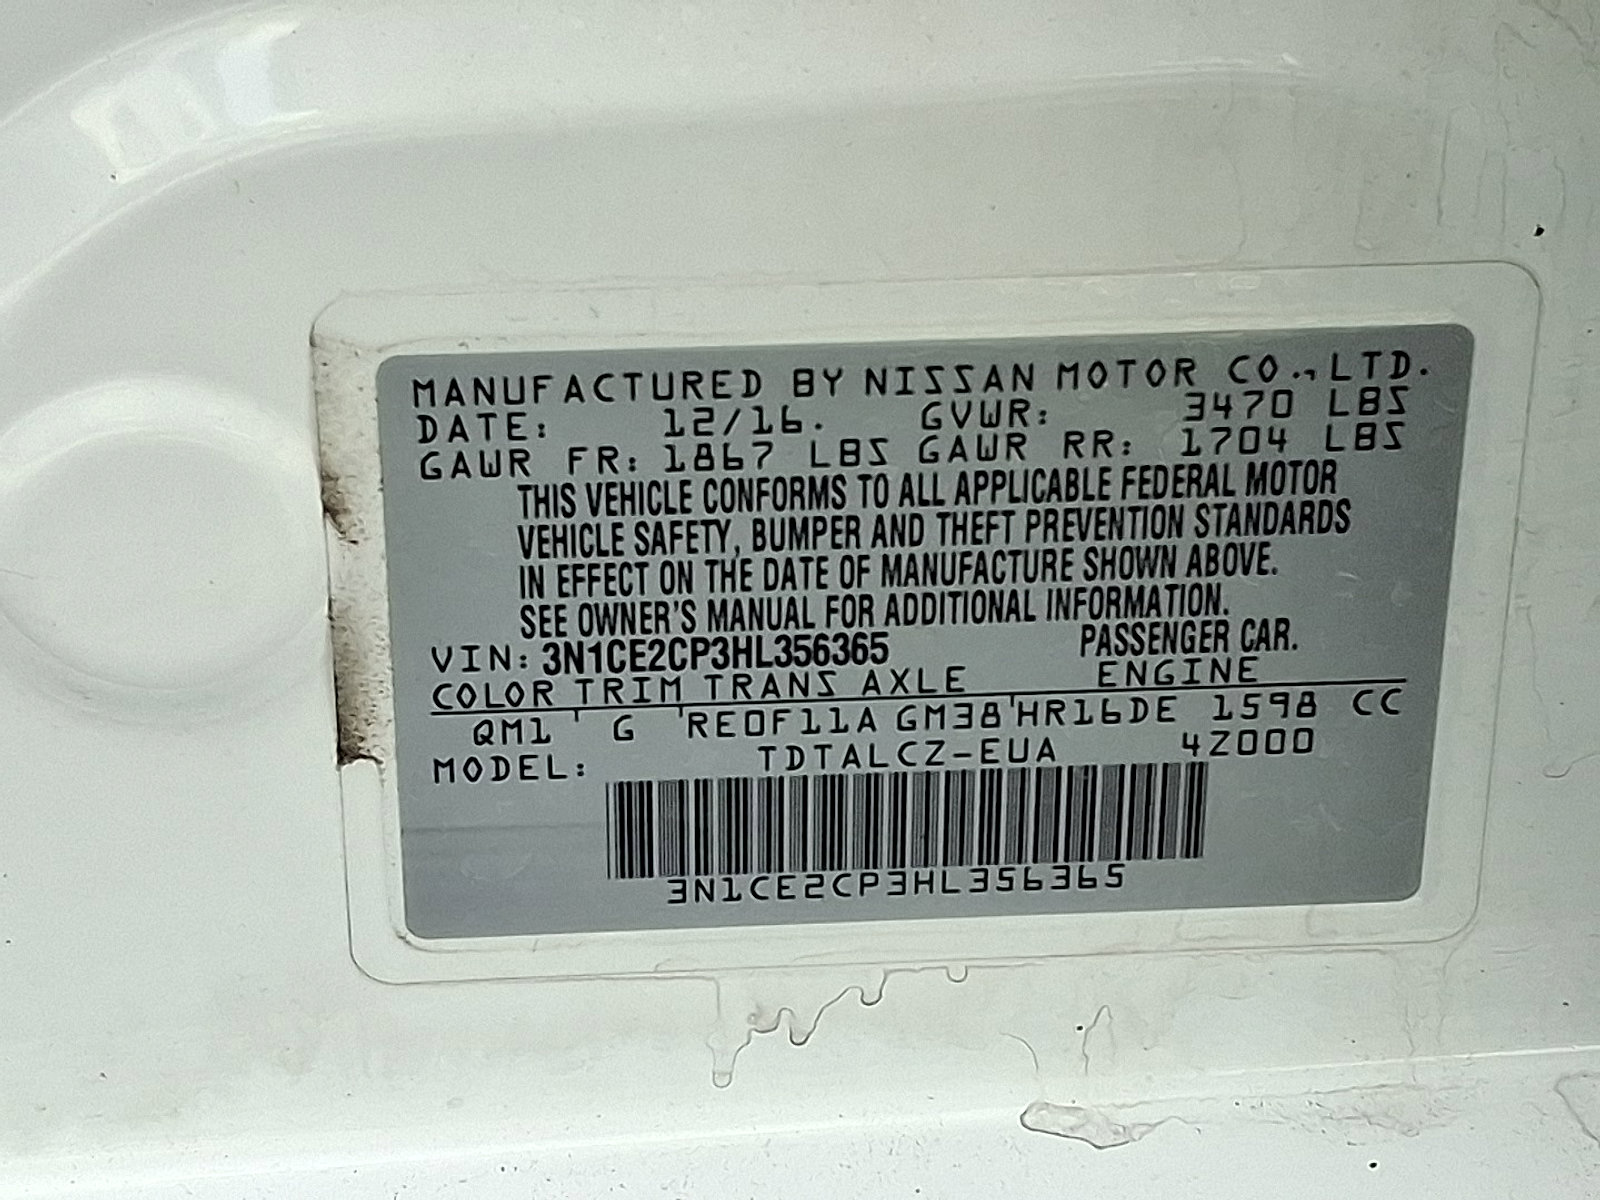 MANUFACTURED BY NISSAN MOTOR CO., LTD.
DATE: 12/16. GVWR: 3470 LBS
GAWR FR: 1867 LBS GAWR RR: 1704 LBS
THIS VEHICLE CONFORMS TO ALL APPLICABLE FEDERAL MOTOR
VEHICLE SAFETY, BUMPER AND THEFT PREVENTION STANDARDS
IN EFFECT ON THE DATE OF MANUFACTURE SHOWN ABOVE.
SEE OWNER'S MANUAL FOR ADDITIONAL INFORMATION.
VIN: 3N1CE2CP3HL356365 PASSENGER CAR.
COLOR TRIM TRANS AXLE ENGINE
QM1 G RE0F11A GM38 HR16DE 1598 CC
MODEL: TDTALCZ-EUA 4Z000
3N1CE2CP3HL356365